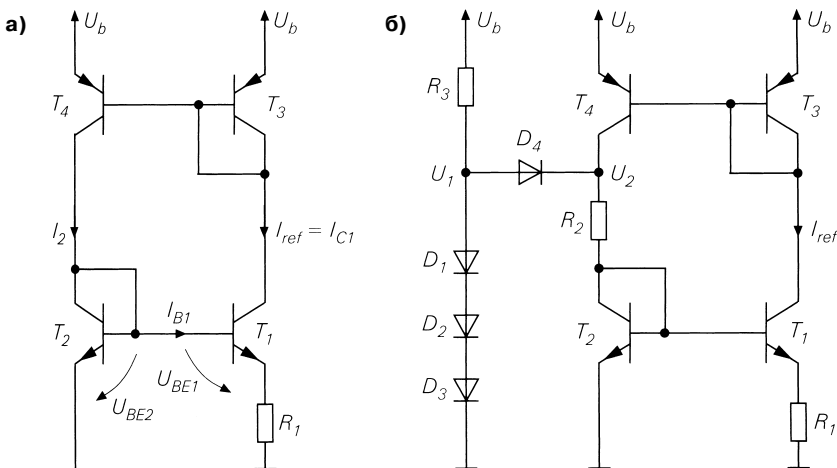 а)
U_b
U_b
T_4
T_3
I_2
I_ref = I_C1
I_B1
T_2
T_1
U_BE1
U_BE2
R_1
б)
U_b
U_b
U_b
R_3
T_4
T_3
D_4
U_1
U_2
R_2
I_ref
D_1
D_2
T_2
T_1
D_3
R_1